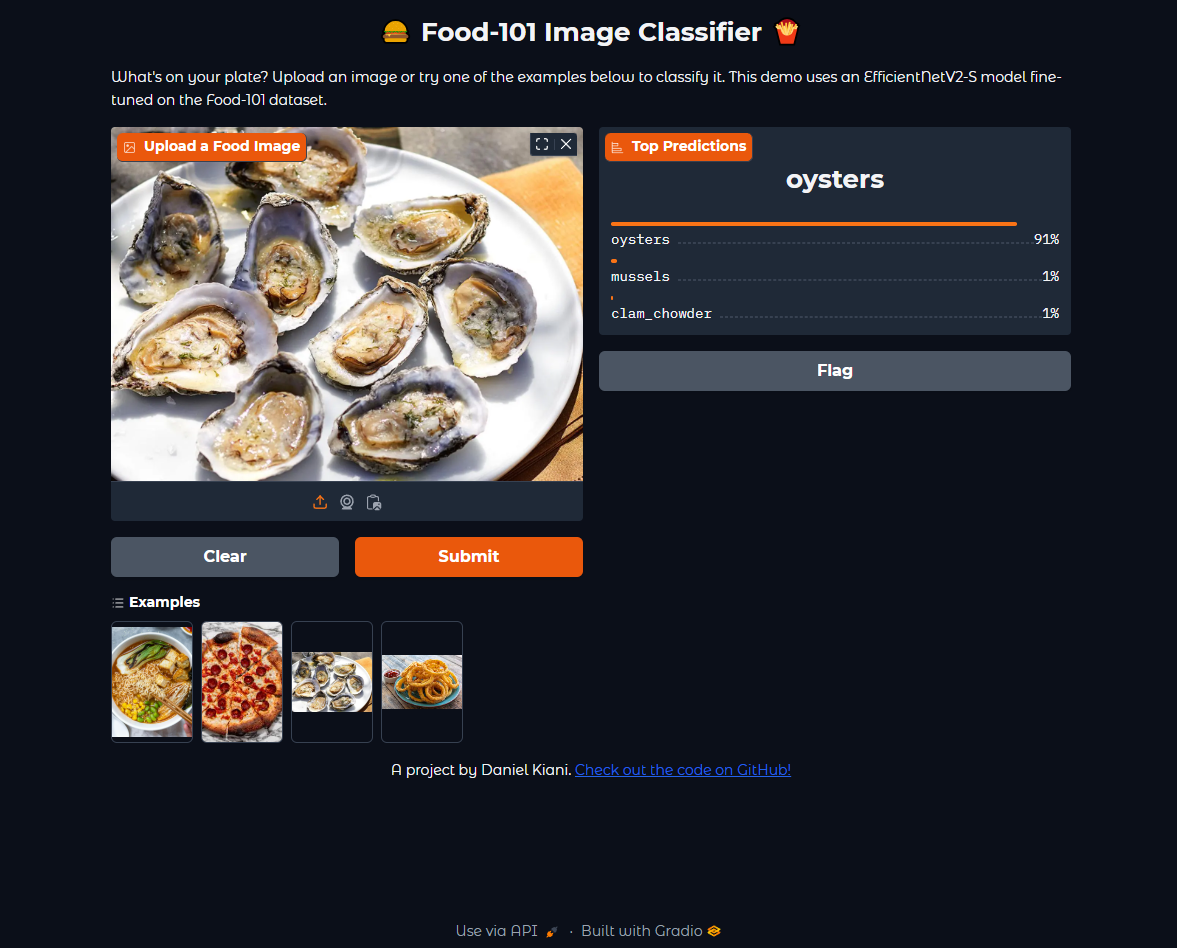 Food-101 Image Classifier
What's on your plate? Upload an image or try one of the examples below to classify it. This demo uses an EfficientNetV2-S model fine-
tuned on the Food-101 dataset.
Upload a Food Image
Top Predictions
oysters
oysters 91%
mussels 1%
clam_chowder 1%
Flag
Clear
Submit
Examples
A project by Daniel Kiani. Check out the code on GitHub!
Use via API · Built with Gradio